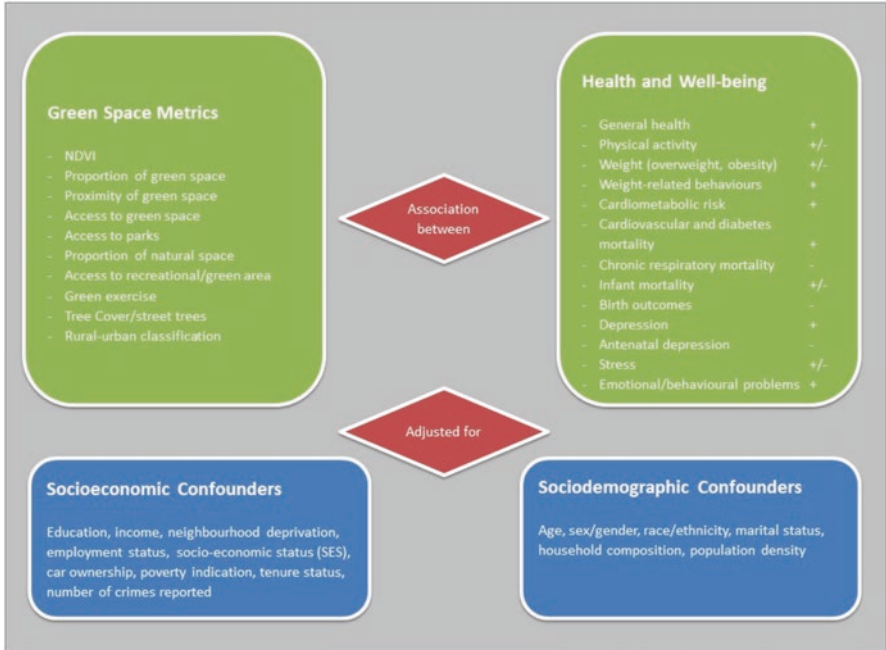 Green Space Metrics
- NDVI
- Proportion of green space
- Proximity of green space
- Access to green space
- Access to parks
- Proportion of natural space
- Access to recreational/green area
- Green exercise
- Tree Cover/street trees
- Rural-urban classification
Association
between
Health and Well-being
- General health +
- Physical activity +/-
- Weight (overweight, obesity) +/-
- Weight-related behaviours +
- Cardiometabolic risk +
- Cardiovascular and diabetes
mortality +
- Chronic respiratory mortality -
- Infant mortality +/-
- Birth outcomes -
- Depression +
- Antenatal depression -
- Stress +/-
- Emotional/behavioural problems +
Adjusted for
Socioeconomic Confounders
Education, income, neighbourhood deprivation,
employment status, socio-economic status (SES),
car ownership, poverty indication, tenure status,
number of crimes reported
Sociodemographic Confounders
Age, sex/gender, race/ethnicity, marital status,
household composition, population density